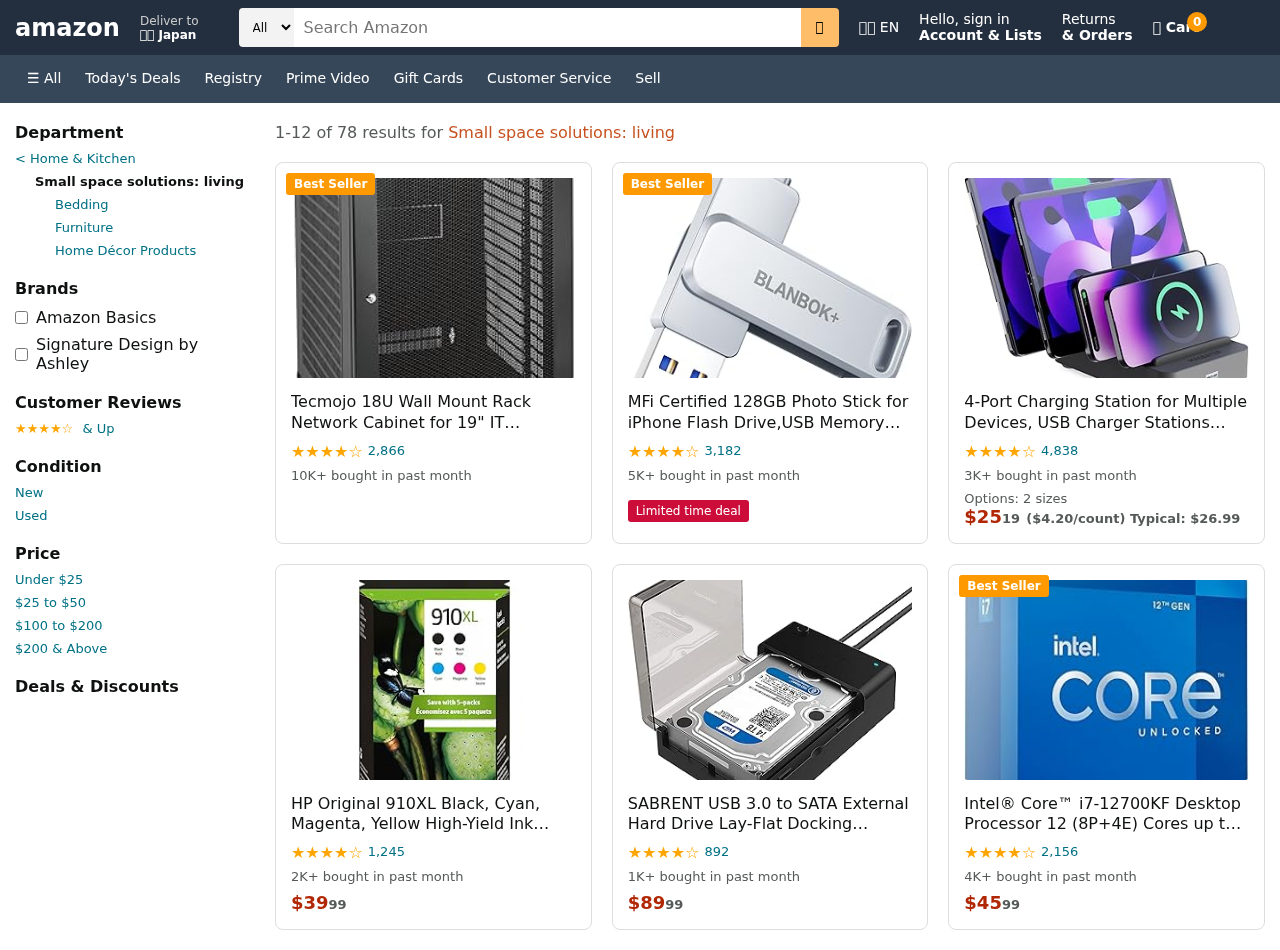 amazon
Deliver to
Japan
All
Search Amazon
EN
Hello, sign in
Account & Lists
Returns
& Orders
0
☰ All
Today's Deals
Registry
Prime Video
Gift Cards
Customer Service
Sell
Department
< Home & Kitchen
Small space solutions: living
Bedding
Furniture
Home Décor Products
Brands
Amazon Basics
Signature Design by
Ashley
Customer Reviews
★★★★☆ & Up
Condition
New
Used
Price
Under $25
$25 to $50
$100 to $200
$200 & Above
Deals & Discounts
1-12 of 78 results for Small space solutions: living
Best Seller
Tecmojo 18U Wall Mount Rack
Network Cabinet for 19" IT…
★★★★☆ 2,866
10K+ bought in past month
Best Seller
BLANBOK+
MFi Certified 128GB Photo Stick for
iPhone Flash Drive,USB Memory…
★★★★☆ 3,182
5K+ bought in past month
Limited time deal
4-Port Charging Station for Multiple
Devices, USB Charger Stations…
★★★★☆ 4,838
3K+ bought in past month
Options: 2 sizes
$2519 ($4.20/count) Typical: $26.99
910XL
Save with 5-packs
Économisez avec 5 paquets
HP Original 910XL Black, Cyan,
Magenta, Yellow High-Yield Ink…
★★★★☆ 1,245
2K+ bought in past month
$3999
14TB
WD
SABRENT USB 3.0 to SATA External
Hard Drive Lay-Flat Docking…
★★★★☆ 892
1K+ bought in past month
$8999
Best Seller
i7
12TH GEN
intel.
CORE™
UNLOCKED
Intel® Core™ i7-12700KF Desktop
Processor 12 (8P+4E) Cores up t…
★★★★☆ 2,156
4K+ bought in past month
$4599